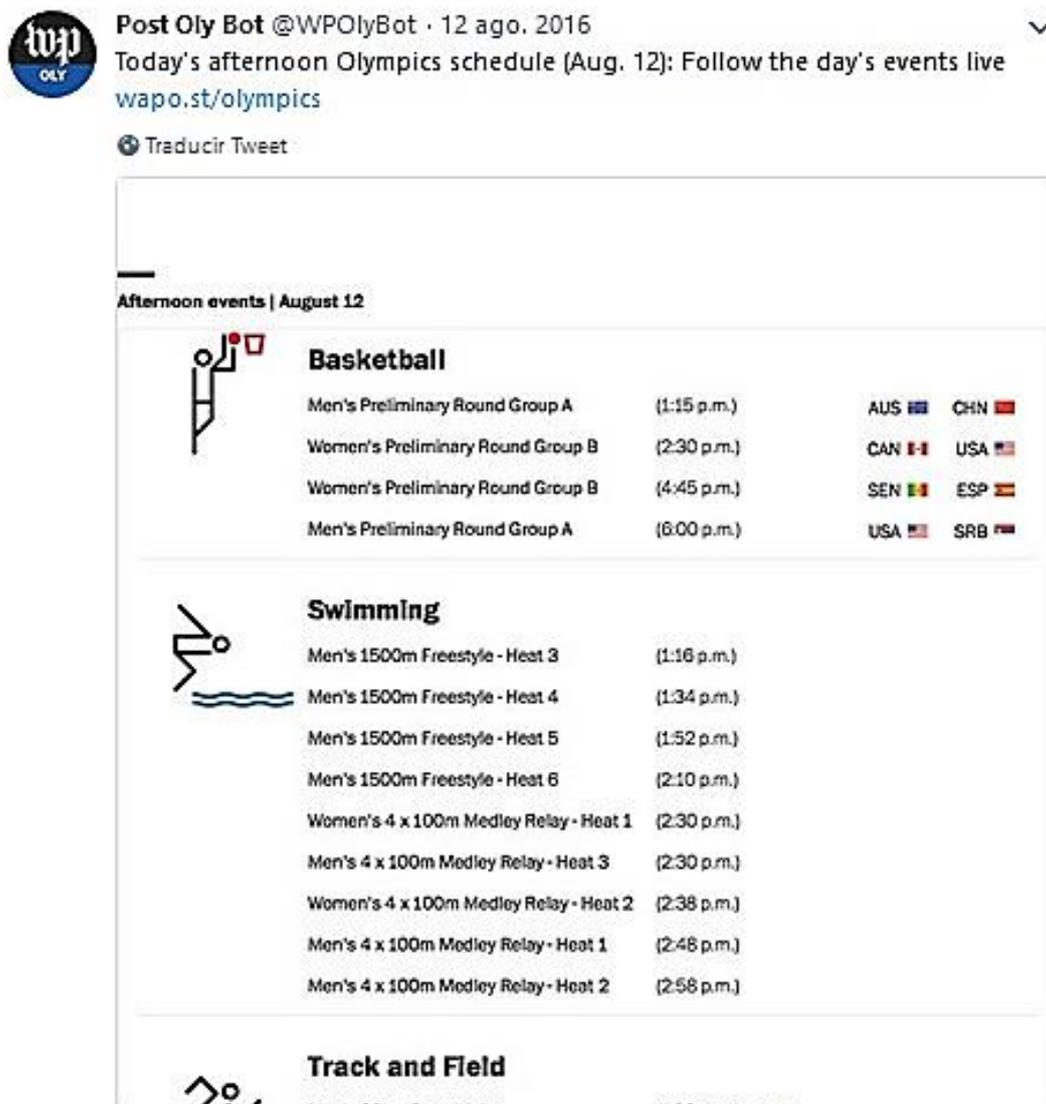 wp
OLY
Post Oly Bot @WPOlyBot · 12 ago. 2016
Today's afternoon Olympics schedule (Aug. 12): Follow the day's events live
wapo.st/olympics
Traducir Tweet
Afternoon events | August 12
Basketball
Men's Preliminary Round Group A (1:15 p.m.) AUS CHN
Women's Preliminary Round Group B (2:30 p.m.) CAN USA
Women's Preliminary Round Group B (4:45 p.m.) SEN ESP
Men's Preliminary Round Group A (6:00 p.m.) USA SRB
Swimming
Men's 1500m Freestyle - Heat 3 (1:16 p.m.)
Men's 1500m Freestyle - Heat 4 (1:34 p.m.)
Men's 1500m Freestyle - Heat 5 (1:52 p.m.)
Men's 1500m Freestyle - Heat 6 (2:10 p.m.)
Women's 4 x 100m Medley Relay - Heat 1 (2:30 p.m.)
Men's 4 x 100m Medley Relay - Heat 3 (2:30 p.m.)
Women's 4 x 100m Medley Relay - Heat 2 (2:38 p.m.)
Men's 4 x 100m Medley Relay - Heat 1 (2:48 p.m.)
Men's 4 x 100m Medley Relay - Heat 2 (2:58 p.m.)
Track and Field